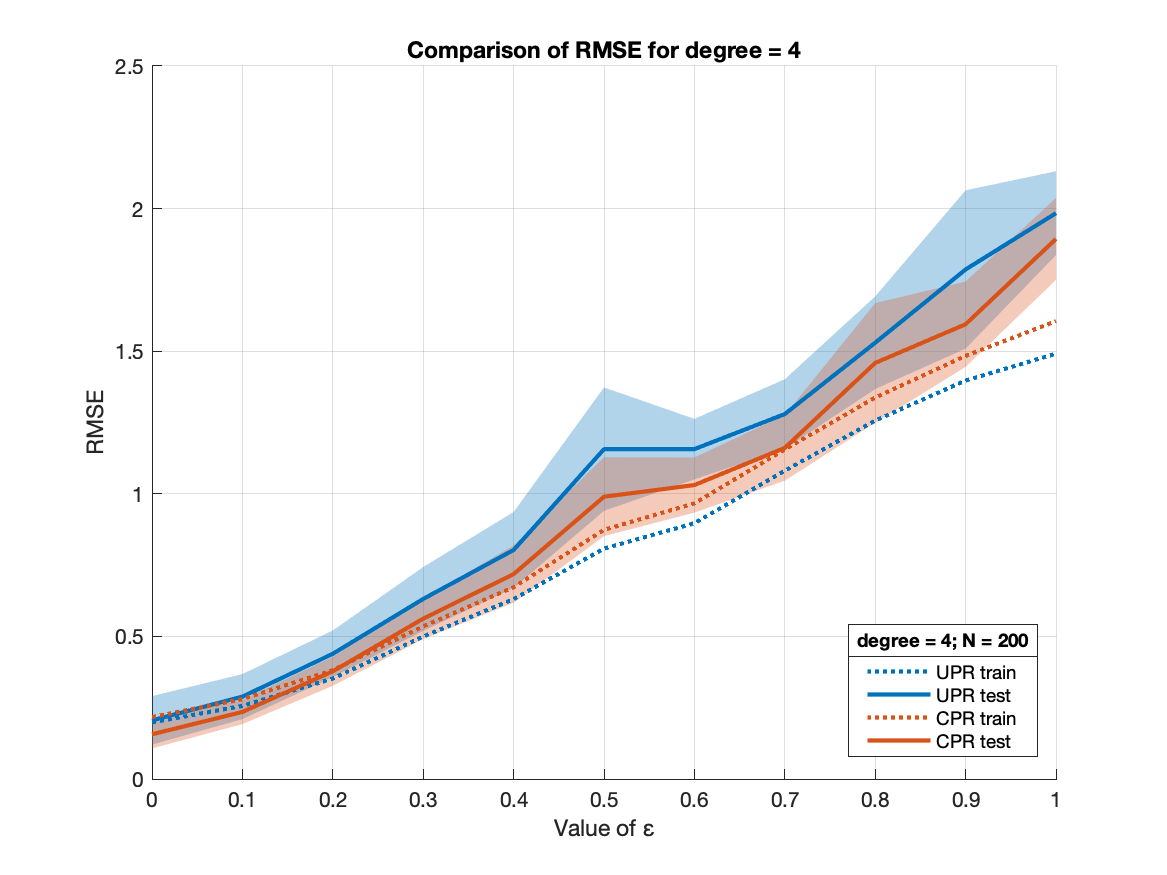 Comparison of RMSE for degree = 4
2.5
2
1.5
1
0.5
0
RMSE
0 0.1 0.2 0.3 0.4 0.5 0.6 0.7 0.8 0.9 1
Value of ε
degree = 4; N = 200
UPR train
UPR test
CPR train
CPR test